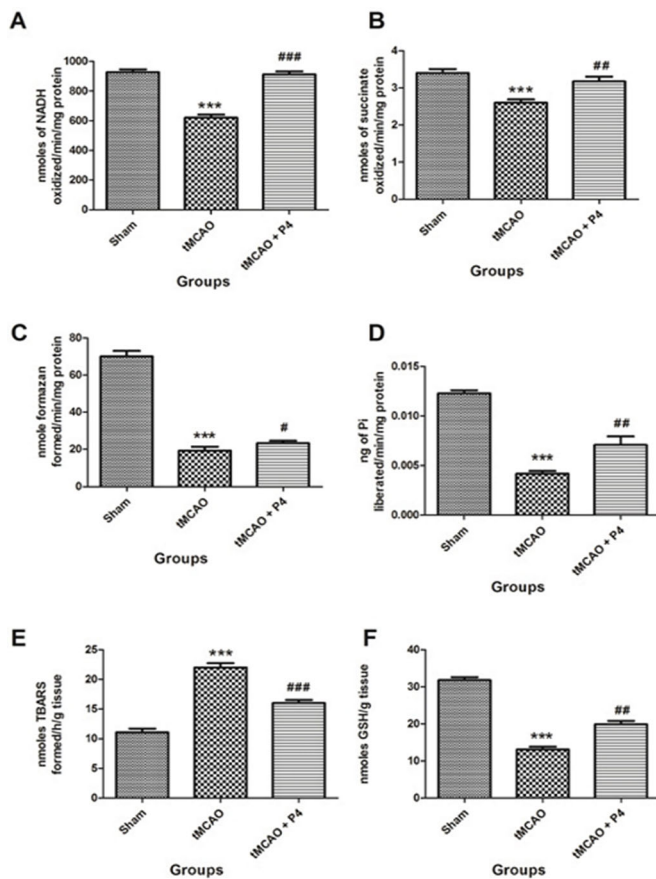 A
nmoles of NADH
oxidized/min/mg protein
1000
800
600
400
200
0
***
###
Sham
tMCAO
tMCAO + P4
Groups
B
nmoles of succinate
oxidized/min/mg protein
4
3
2
1
0
***
##
Sham
tMCAO
tMCAO + P4
Groups
C
nmole formazan
formed/min/mg protein
80
60
40
20
0
***
#
Sham
tMCAO
tMCAO + P4
Groups
D
ng of Pi
liberated/min/mg protein
0.015
0.010
0.005
0.000
***
##
Sham
tMCAO
tMCAO + P4
Groups
E
nmoles TBARS
formed/h/g tissue
25
20
15
10
5
0
***
###
Sham
tMCAO
tMCAO + P4
Groups
F
nmoles GSH/g tissue
40
30
20
10
0
***
##
Sham
tMCAO
tMCAO + P4
Groups